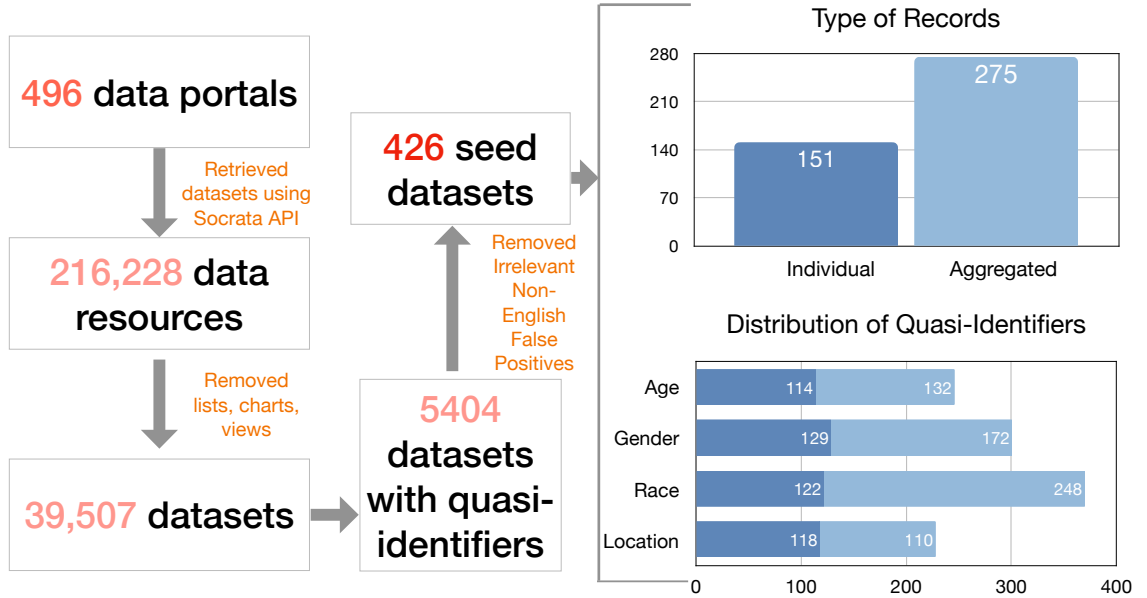 496 data portals
Retrieved
datasets using
Socrata API
216,228 data
resources
Removed
lists, charts,
views
39,507 datasets
5404
datasets
with quasi-
identifiers
Removed
Irrelevant
Non-
English
False
Positives
426 seed
datasets
Type of Records
280
210
140
70
0
151
275
Individual
Aggregated
Distribution of Quasi-Identifiers
Age
114
132
Gender
129
172
Race
122
248
Location
118
110
0
100
200
300
400